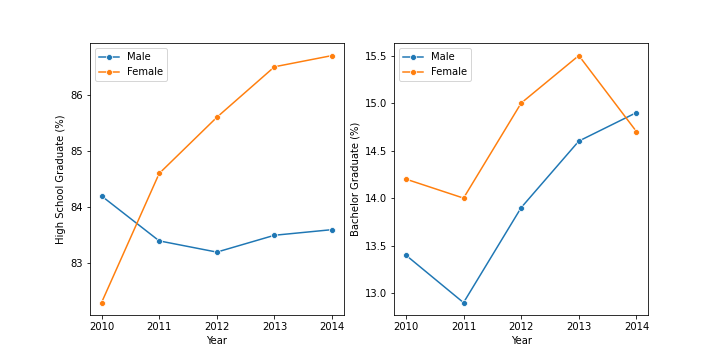 Male
Female
High School Graduate (%)
86
85
84
83
2010 2011 2012 2013 2014
Year
Male
Female
Bachelor Graduate (%)
15.5
15.0
14.5
14.0
13.5
13.0
2010 2011 2012 2013 2014
Year